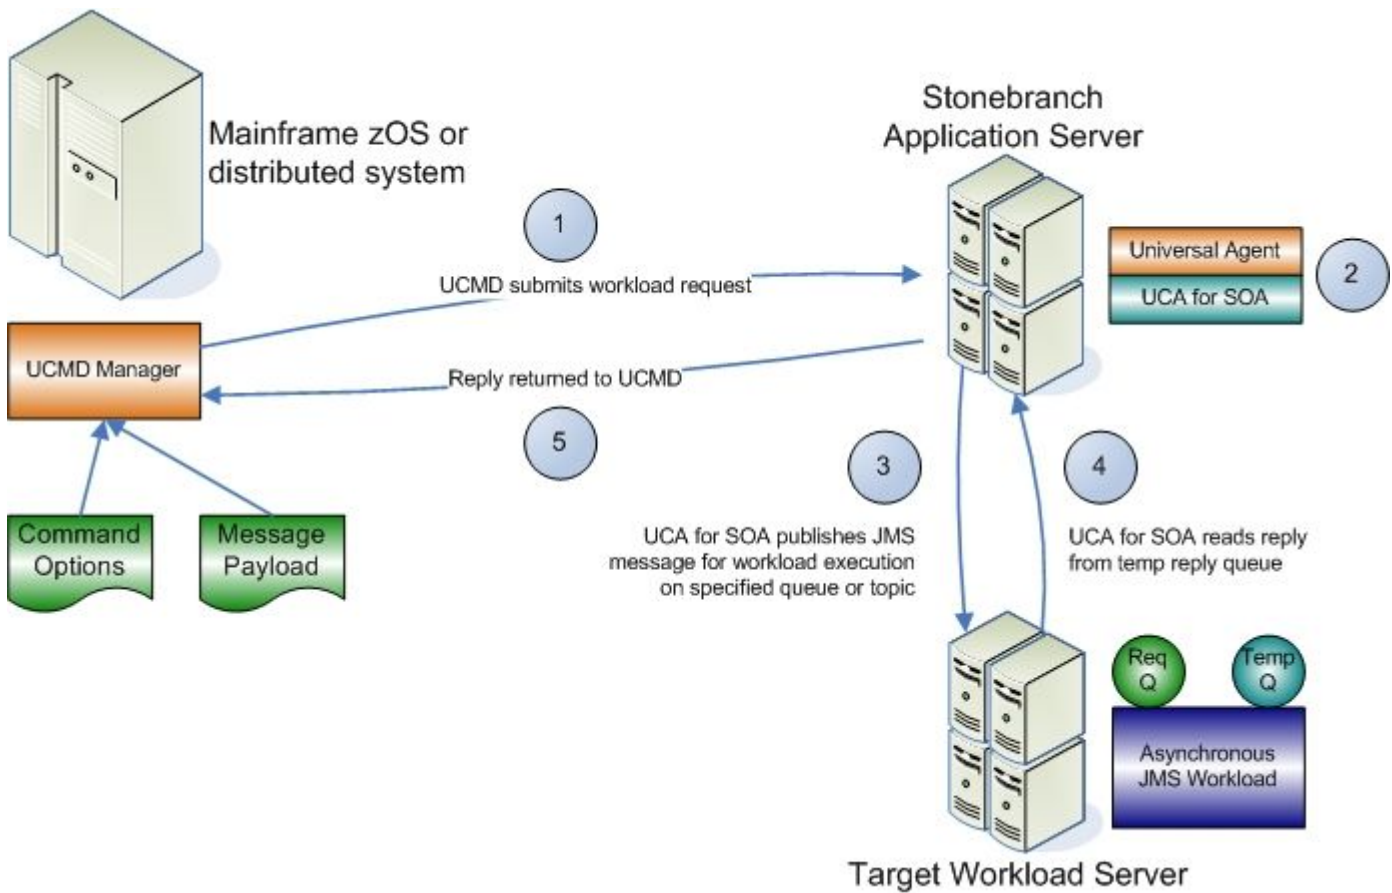 Mainframe zOS or
distributed system
Stonebranch
Application Server
1
UCMD submits workload request
Universal Agent
UCA for SOA
2
UCMD Manager
Reply returned to UCMD
5
3
4
Command
Options
Message
Payload
UCA for SOA publishes JMS
message for workload execution
on specified queue or topic
UCA for SOA reads reply
from temp reply queue
Req
Q
Temp
Q
Asynchronous
JMS Workload
Target Workload Server